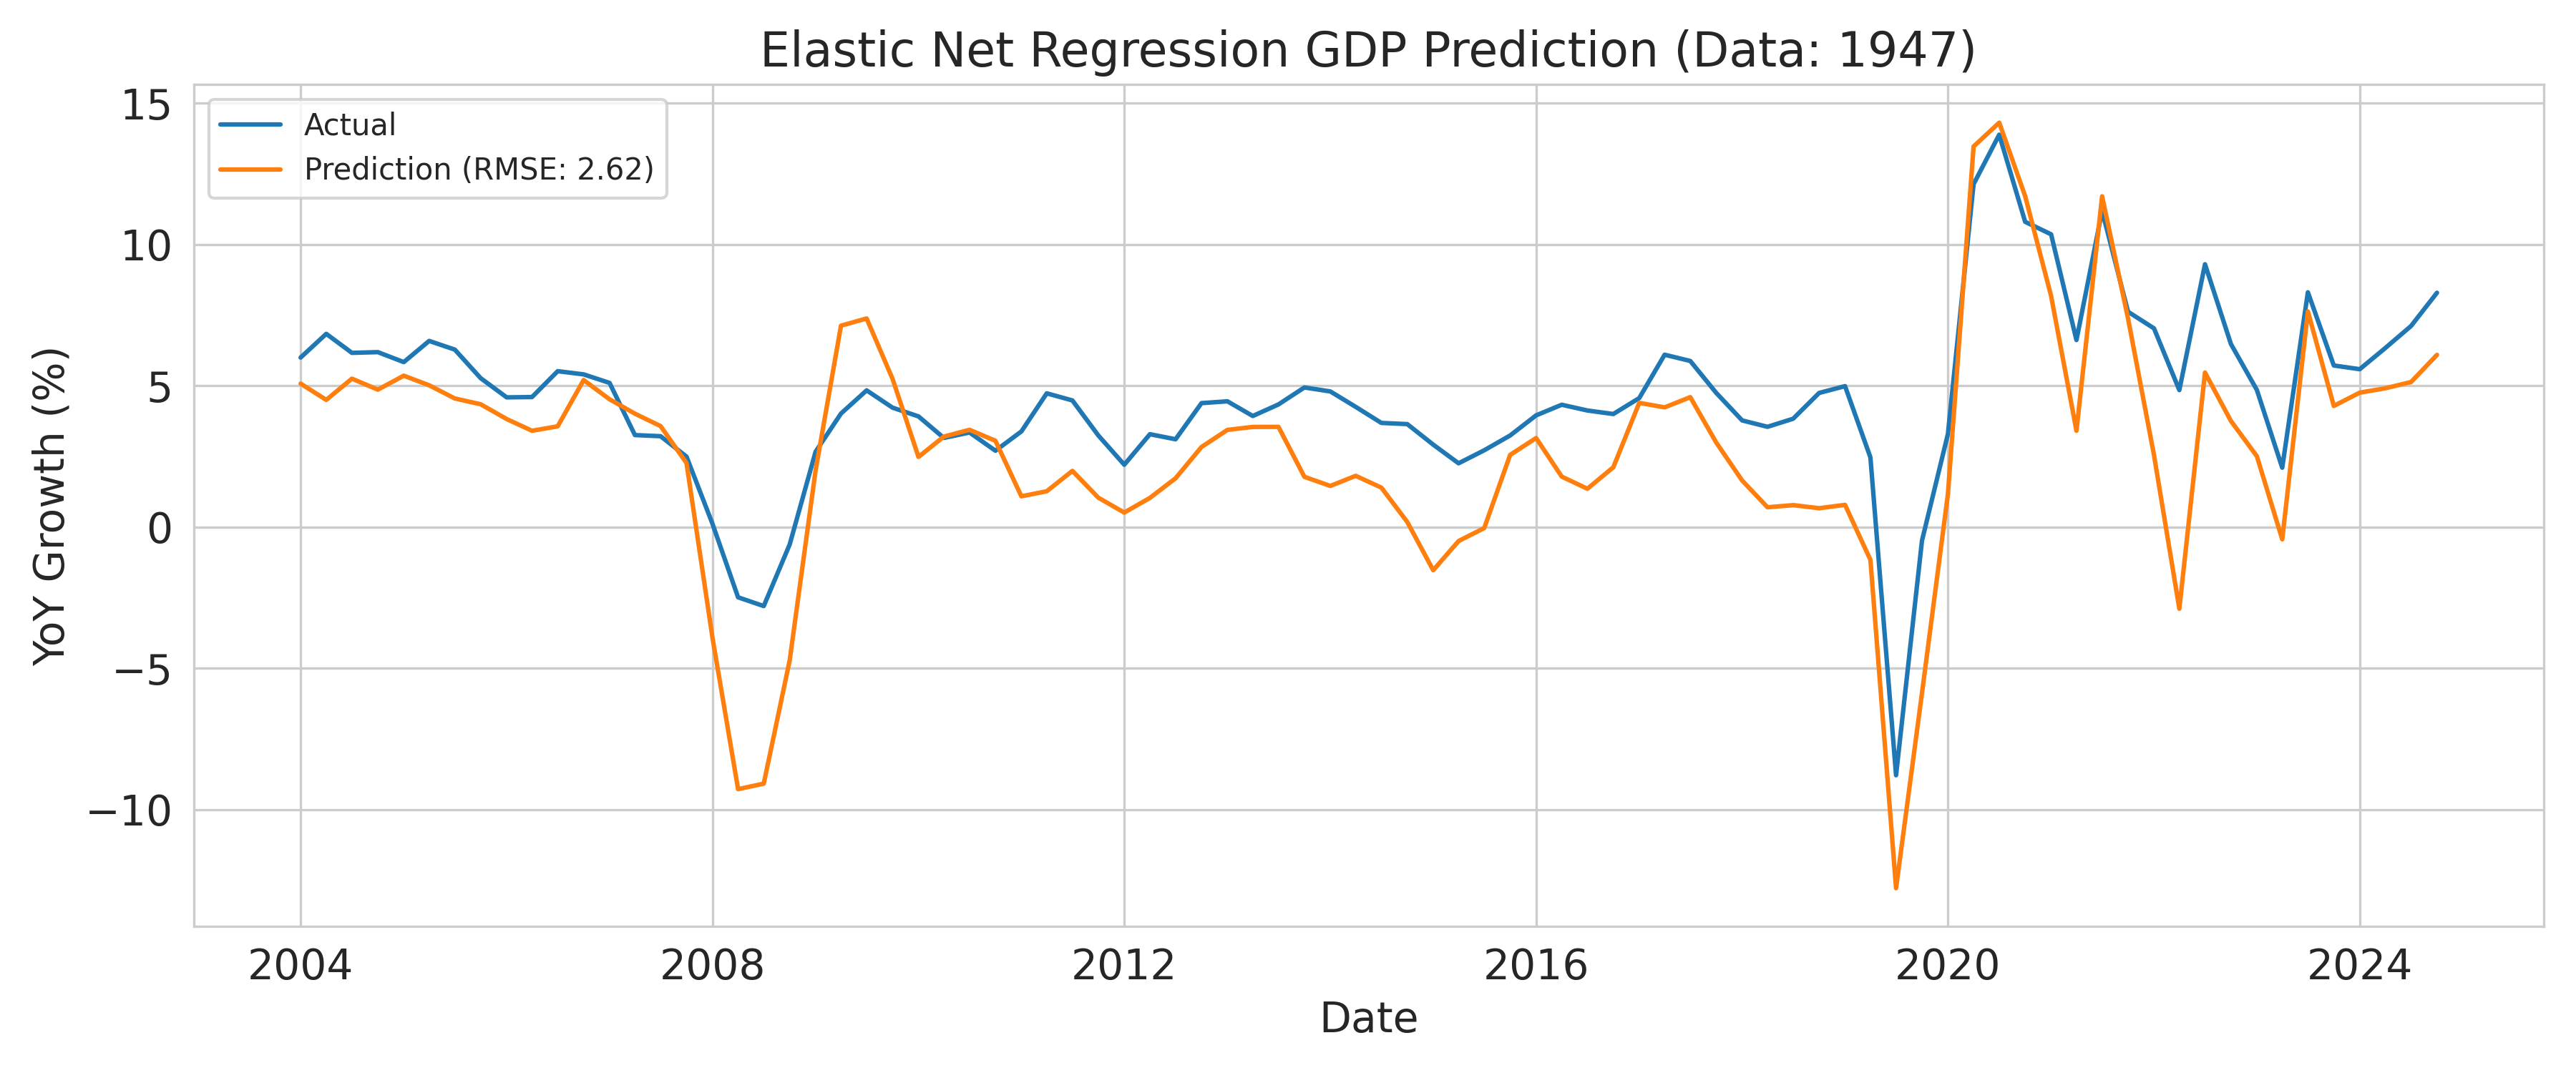 Elastic Net Regression GDP Prediction (Data: 1947)
Actual
Prediction (RMSE: 2.62)
YoY Growth (%)
15
10
5
0
−5
−10
2004
2008
2012
2016
2020
2024
Date